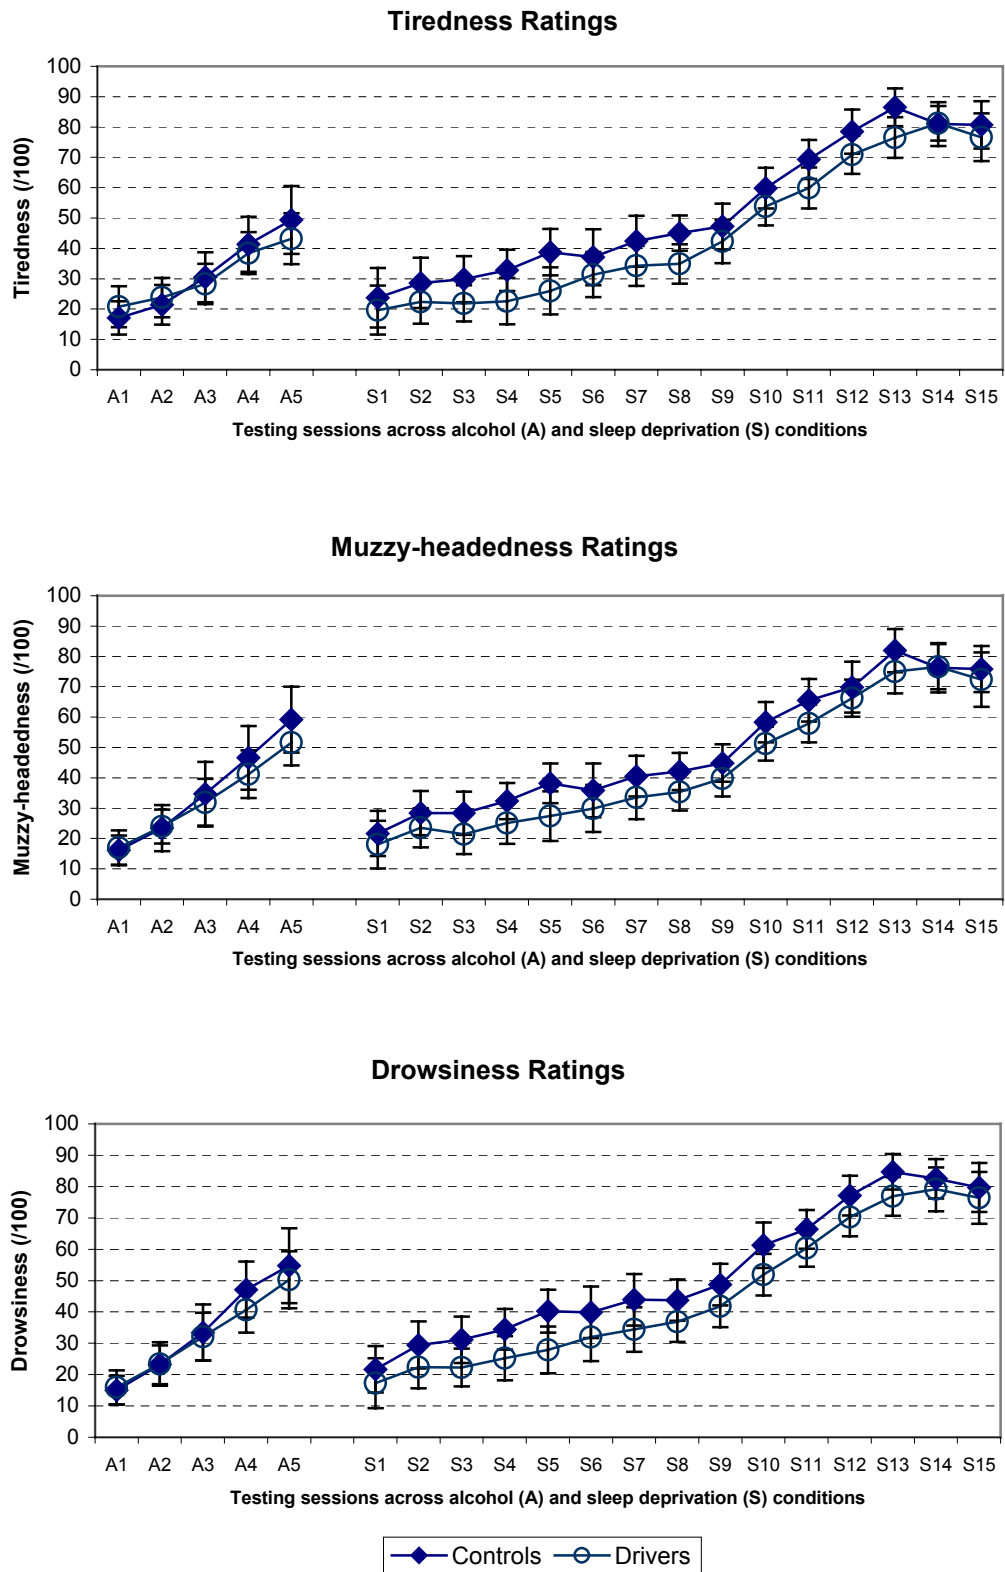 Tiredness Ratings
Tiredness (/100)
100
90
80
70
60
50
40
30
20
10
0
A1 A2 A3 A4 A5 S1 S2 S3 S4 S5 S6 S7 S8 S9 S10 S11 S12 S13 S14 S15
Testing sessions across alcohol (A) and sleep deprivation (S) conditions
Muzzy-headedness Ratings
Muzzy-headedness (/100)
100
90
80
70
60
50
40
30
20
10
0
A1 A2 A3 A4 A5 S1 S2 S3 S4 S5 S6 S7 S8 S9 S10 S11 S12 S13 S14 S15
Testing sessions across alcohol (A) and sleep deprivation (S) conditions
Drowsiness Ratings
Drowsiness (/100)
100
90
80
70
60
50
40
30
20
10
0
A1 A2 A3 A4 A5 S1 S2 S3 S4 S5 S6 S7 S8 S9 S10 S11 S12 S13 S14 S15
Testing sessions across alcohol (A) and sleep deprivation (S) conditions
Controls Drivers